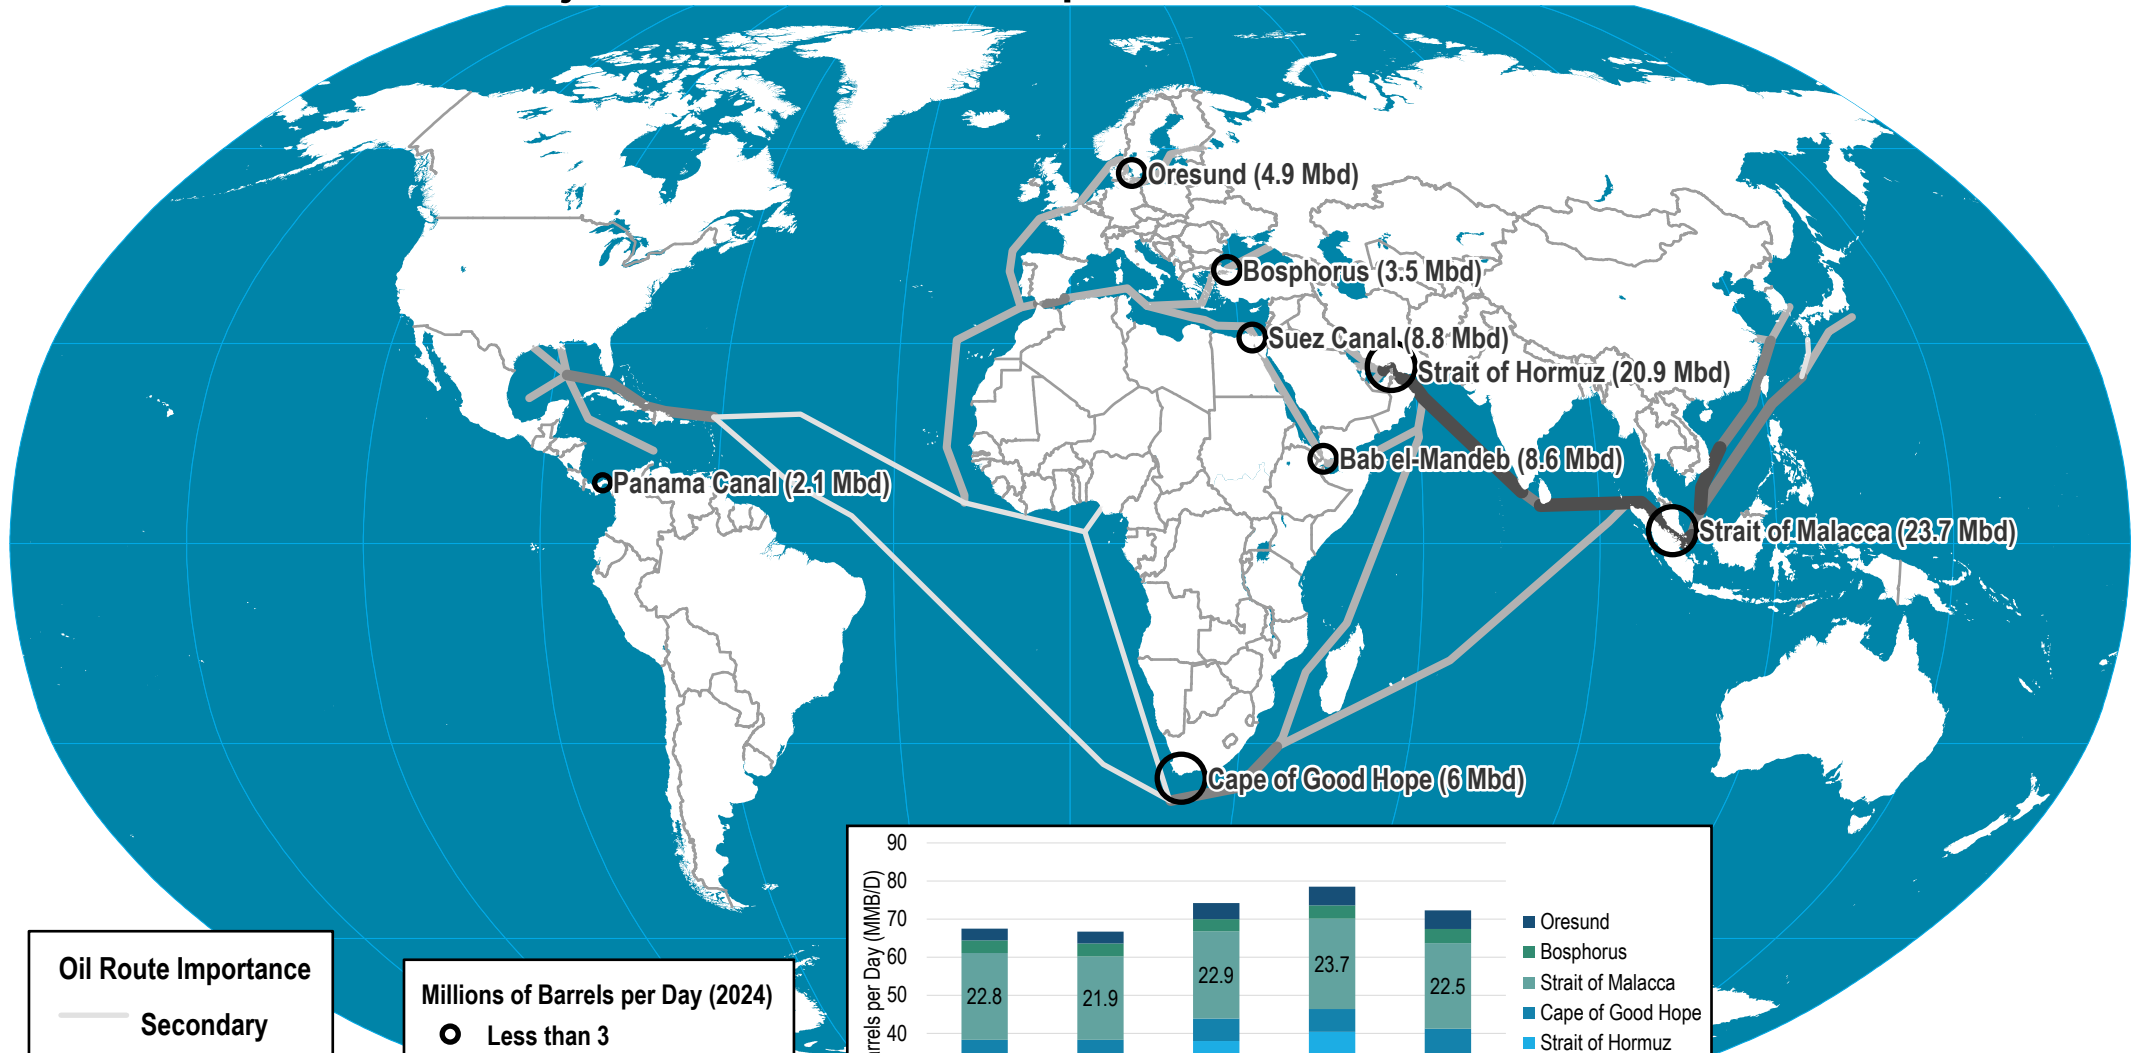 Oresund (4.9 Mbd)
Bosphorus (3.5 Mbd)
Suez Canal (8.8 Mbd)
Strait of Hormuz (20.9 Mbd)
Bab el-Mandeb (8.6 Mbd)
Panama Canal (2.1 Mbd)
Strait of Malacca (23.7 Mbd)
Cape of Good Hope (6 Mbd)
Oil Route Importance
Secondary
Millions of Barrels per Day (2024)
Less than 3
per Day (MMB/D)
90
80
70
60
50
40
22.8
21.9
22.9
23.7
22.5
Oresund
Bosphorus
Strait of Malacca
Cape of Good Hope
Strait of Hormuz